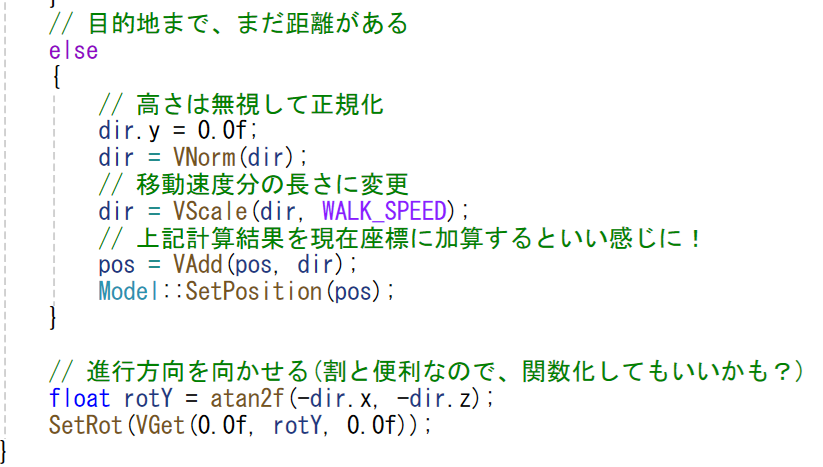 }
// 目的地まで、まだ距離がある
else
{
// 高さは無視して正規化
dir.y = 0.0f;
dir = VNorm(dir);
// 移動速度分の長さに変更
dir = VScale(dir, WALK_SPEED);
// 上記計算結果を現在座標に加算するといい感じに！
pos = VAdd(pos, dir);
Model::SetPosition(pos);
}
// 進行方向を向かせる(割と便利なので、関数化してもいいかも？)
float rotY = atan2f(-dir.x, -dir.z);
SetRot(VGet(0.0f, rotY, 0.0f));
}